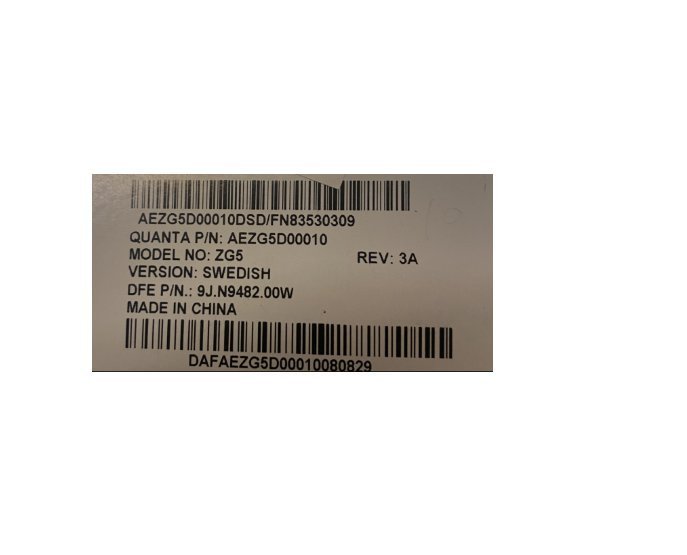 AEZG5D00010DSD/FN83530309
QUANTA P/N: AEZG5D00010
MODEL NO: ZG5 REV: 3A
VERSION: SWEDISH
DFE P/N.: 9J.N9482.00W
MADE IN CHINA
DAFAEZG5D00010080829